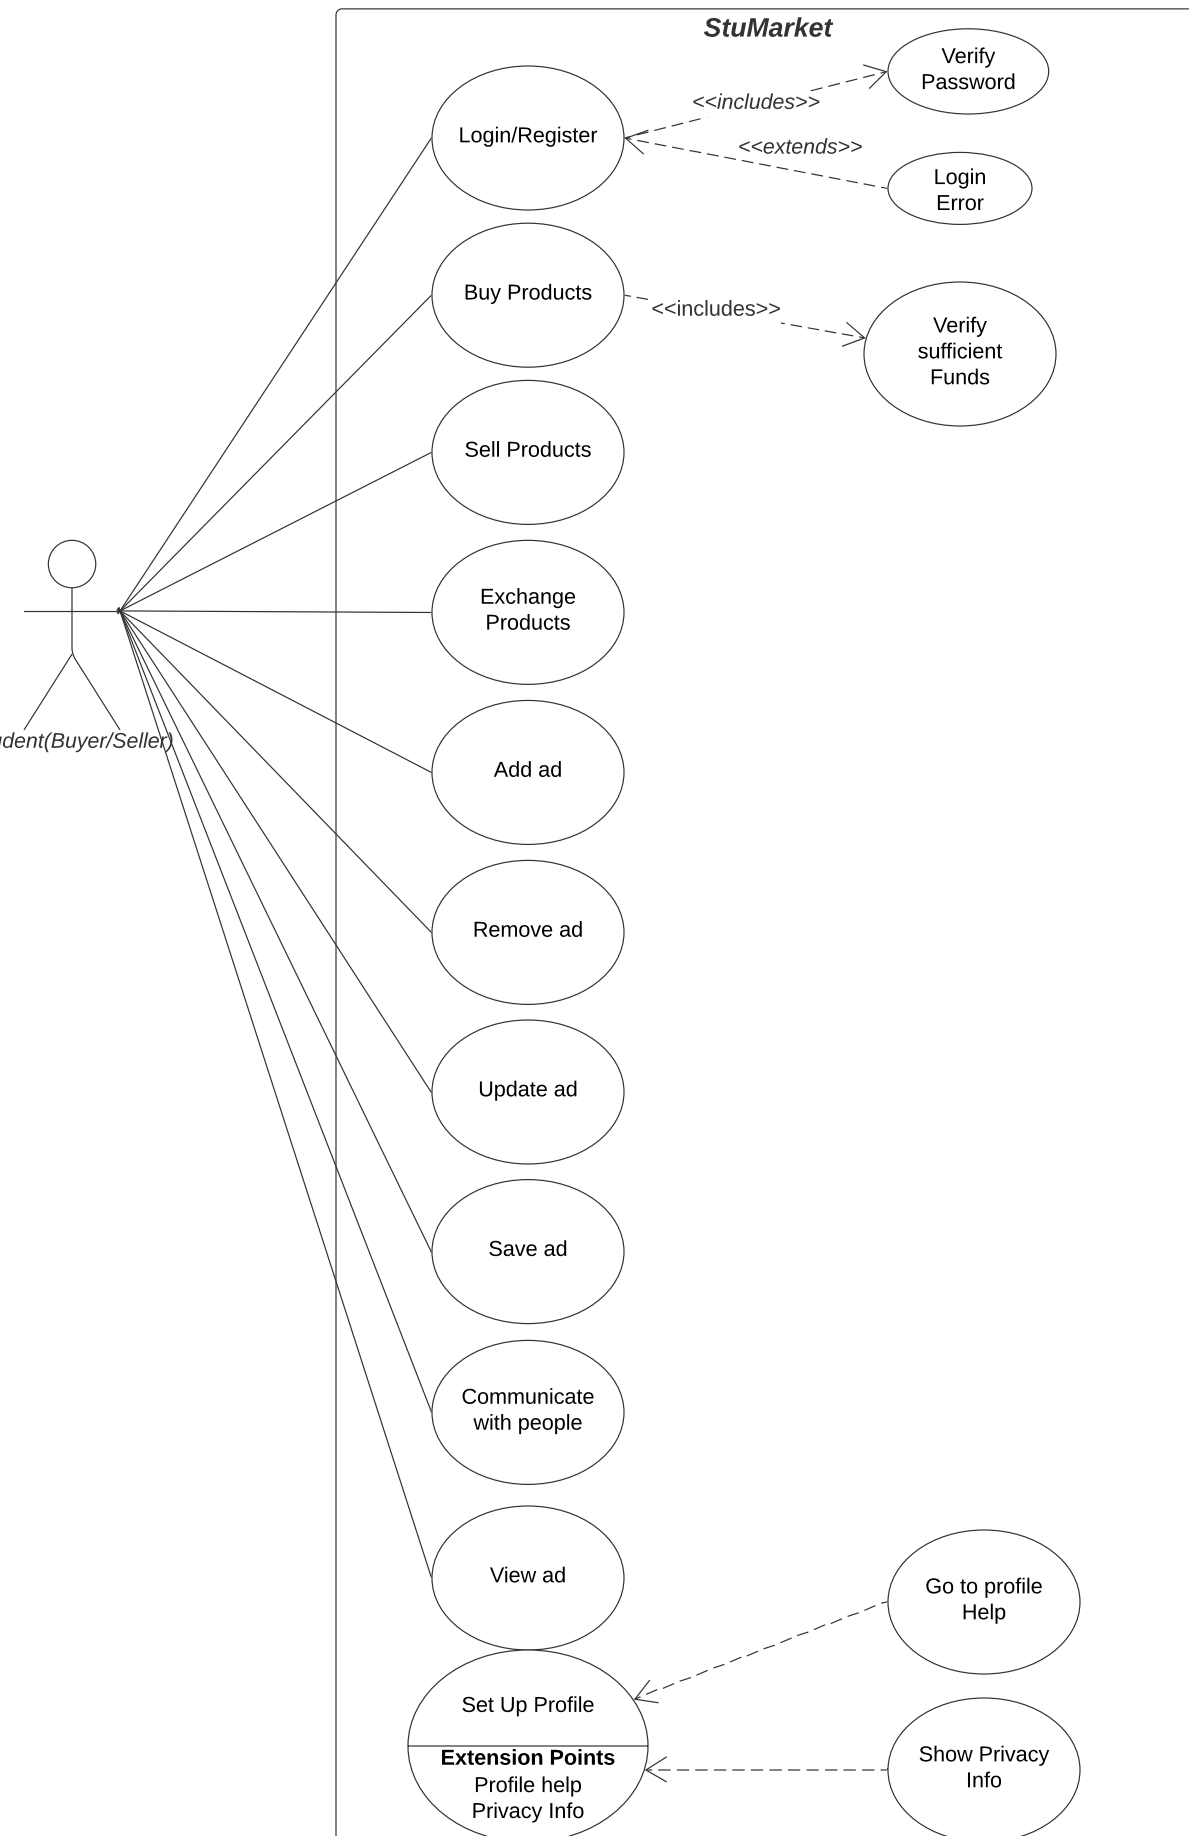 StuMarket
Verify
Password
<<includes>>
Login/Register
<<extends>>
Login
Error
Buy Products
<<includes>>
Verify
sufficient
Funds
Sell Products
Exchange
Products
(Buyer/Seller)
Add ad
Remove ad
Update ad
Save ad
Communicate
with people
View ad
Go to profile
Help
Set Up Profile
Extension Points
Profile help
Privacy Info
Show Privacy
Info